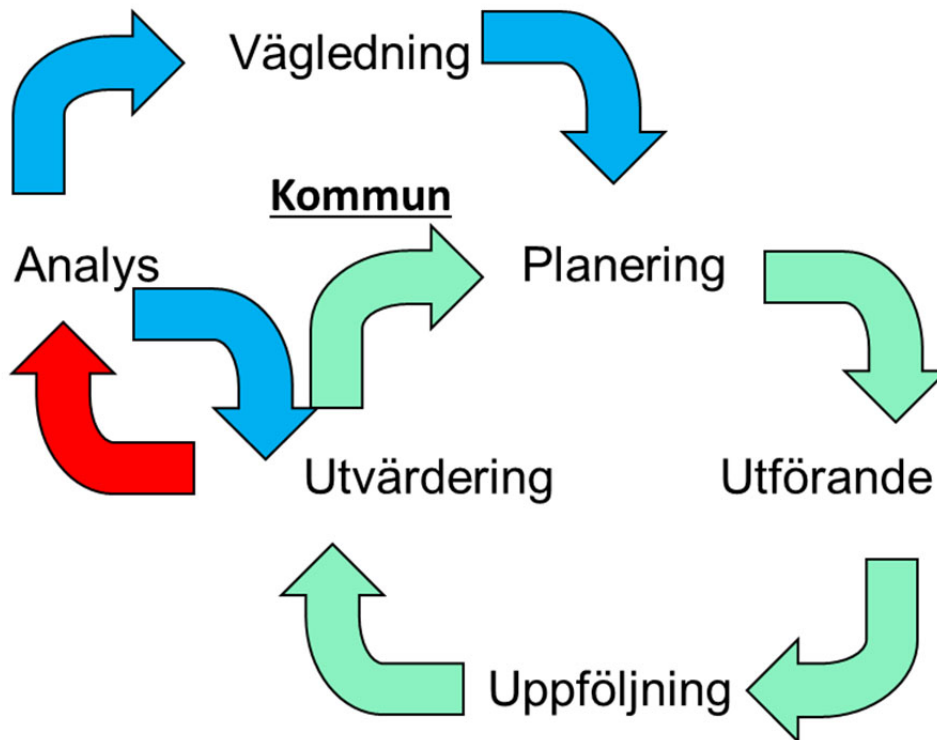 Vägledning
Kommun
Analys
Planering
Utvärdering
Utförande
Uppföljning